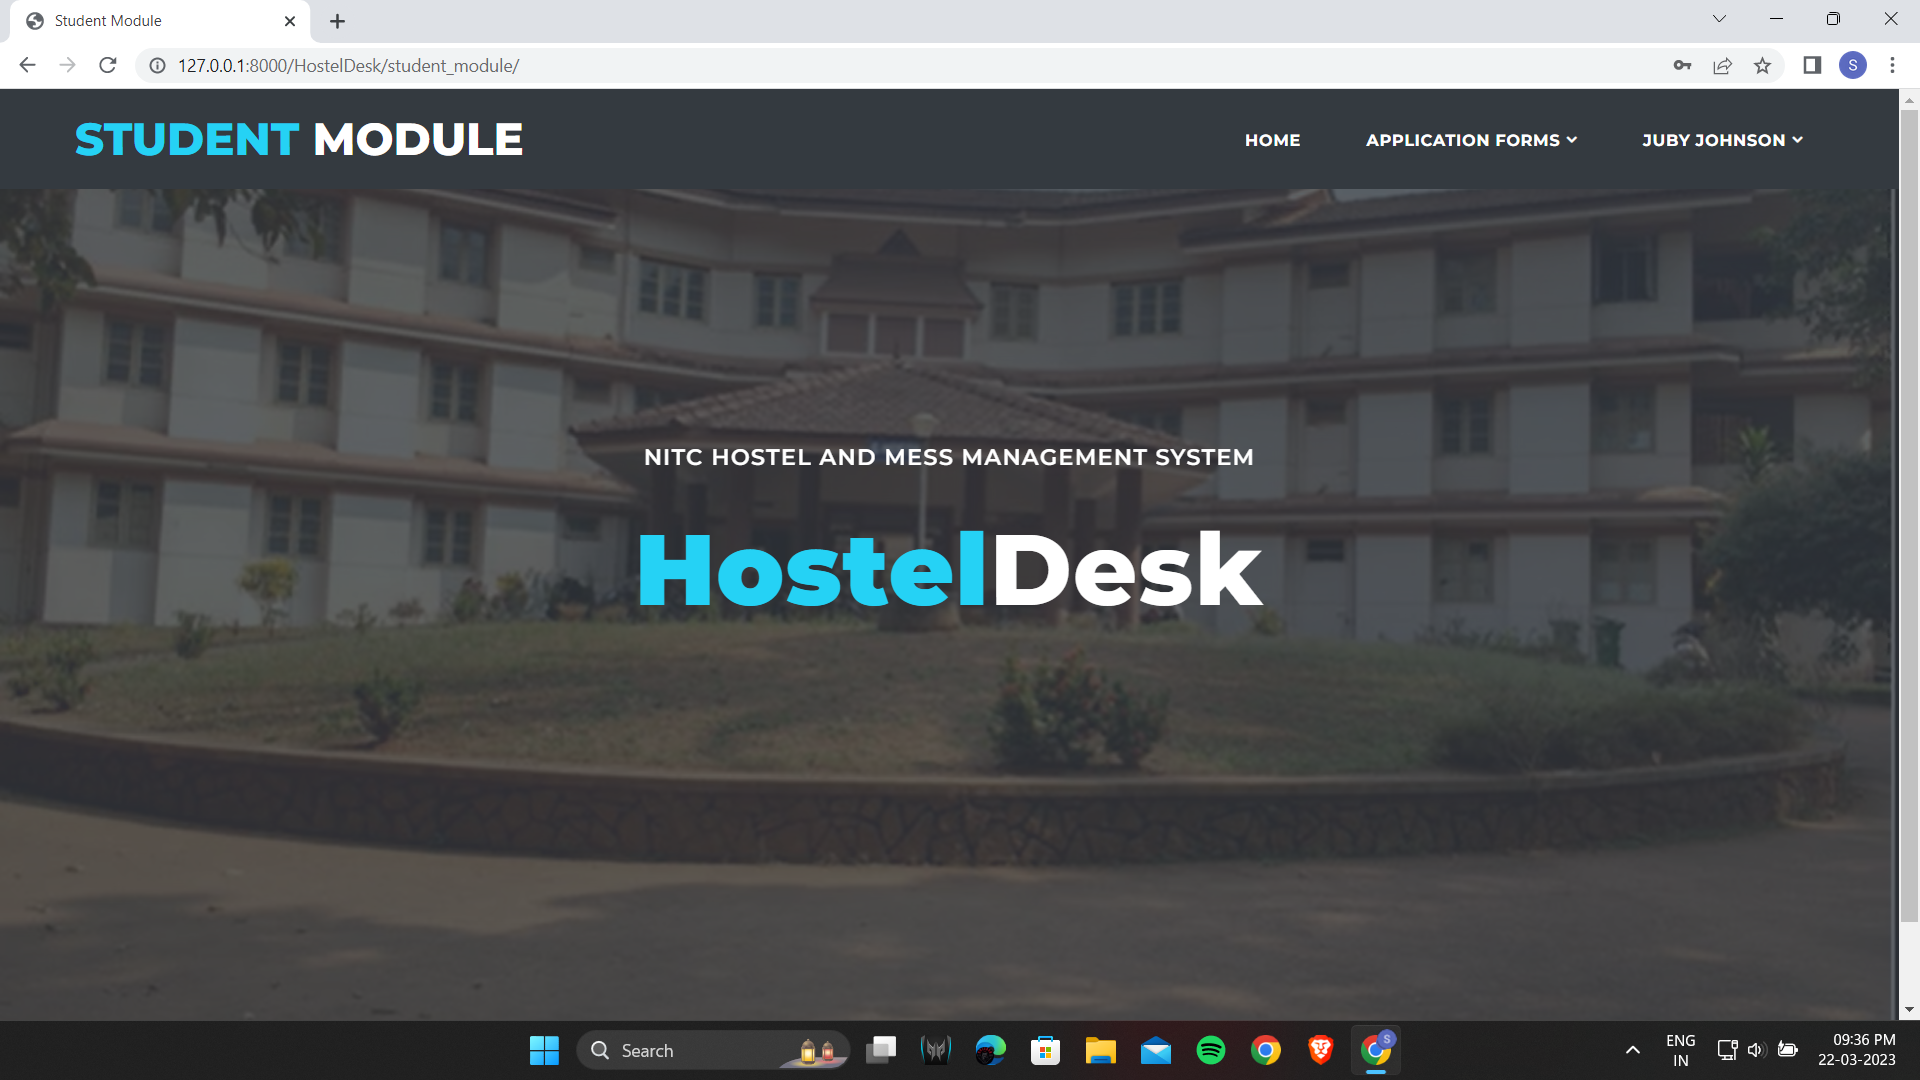 Student Module
127.0.0.1:8000/HostelDesk/student_module/
S
STUDENT MODULE
HOME
APPLICATION FORMS
JUBY JOHNSON
NITC HOSTEL AND MESS MANAGEMENT SYSTEM
HostelDesk
Search
S
ENG
IN
09:36 PM
22-03-2023